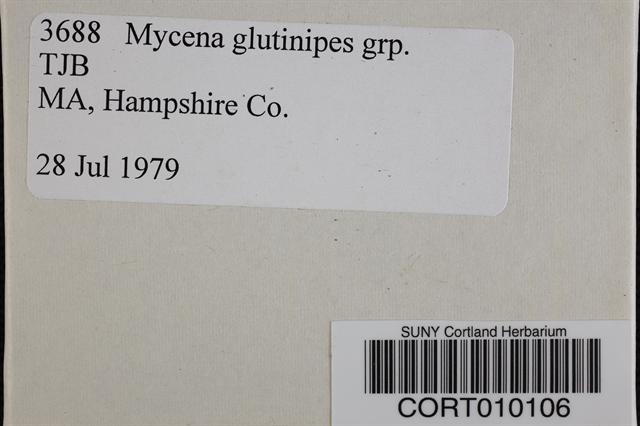 3688 Mycena glutinipes grp.
TJB
MA, Hampshire Co.
28 Jul 1979
SUNY Cortland Herbarium
CORT010106